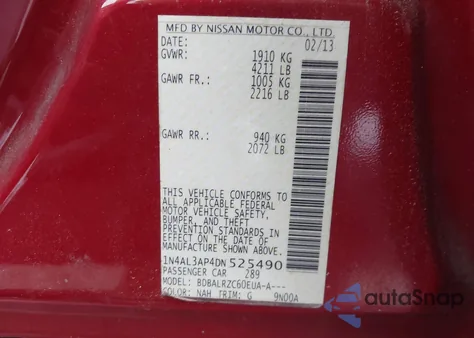 MFD BY NISSAN MOTOR CO., LTD.
DATE: 02/13
GVWR: 1910 KG
4211 LB
GAWR FR.: 1005 KG
2216 LB
GAWR RR.: 940 KG
2072 LB
THIS VEHICLE CONFORMS TO
ALL APPLICABLE FEDERAL
MOTOR VEHICLE SAFETY,
BUMPER, AND THEFT
PREVENTION STANDARDS
IN EFFECT ON THE DATE OF
MANUFACTURE SHOWN ABOVE.
1N4AL3AP4DN 525490
PASSENGER CAR 289
MODEL: BDBALRZC60EUA-A---
COLOR: NAH TRIM: G 9N00A
autoSnap